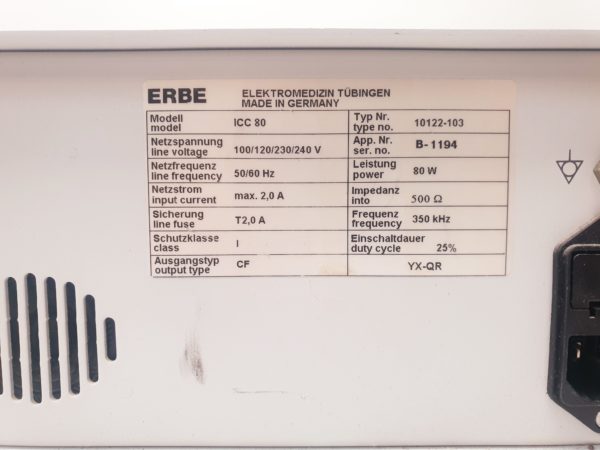 ERBE
ELEKTROMEDIZIN TÜBINGEN
MADE IN GERMANY
Modell
model
ICC 80
Typ Nr.
type no.
10122-103
Netzspannung
line voltage
100/120/230/240 V
App. Nr.
ser. no.
B-1194
Netzfrequenz
line frequency
50/60 Hz
Leistung
power
80 W
Netzstrom
input current
max. 2,0 A
Impedanz
into
500 Ω
Sicherung
line fuse
T2,0 A
Frequenz
frequency
350 kHz
Schutzklasse
class
I
Einschaltdauer
duty cycle
25%
Ausgangstyp
output type
CF
YX-QR